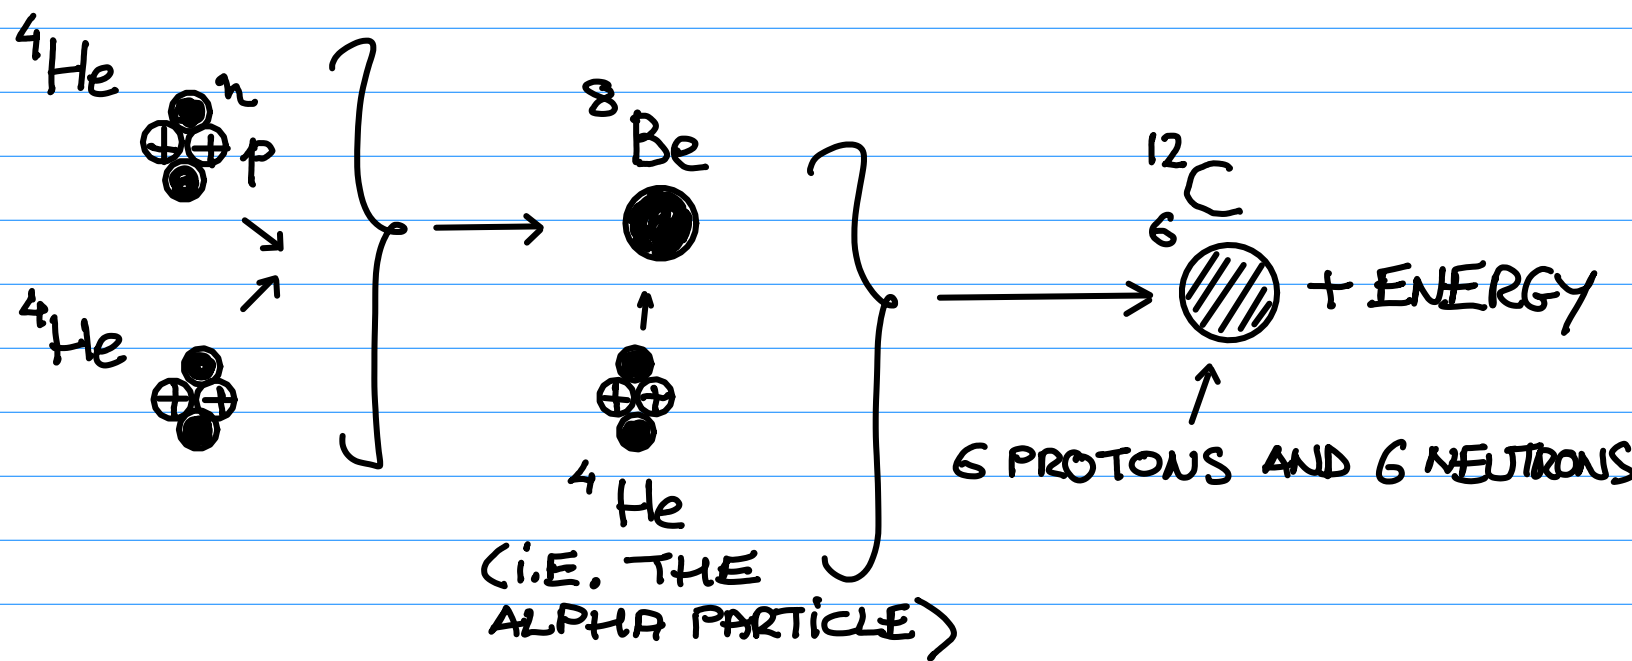 ⁴He
n
p
⁴He
⁸Be
⁴He
(i.E. THE
ALPHA PARTICLE)
¹²C
6
+ ENERGY
6 PROTONS AND 6 NEUTRONS